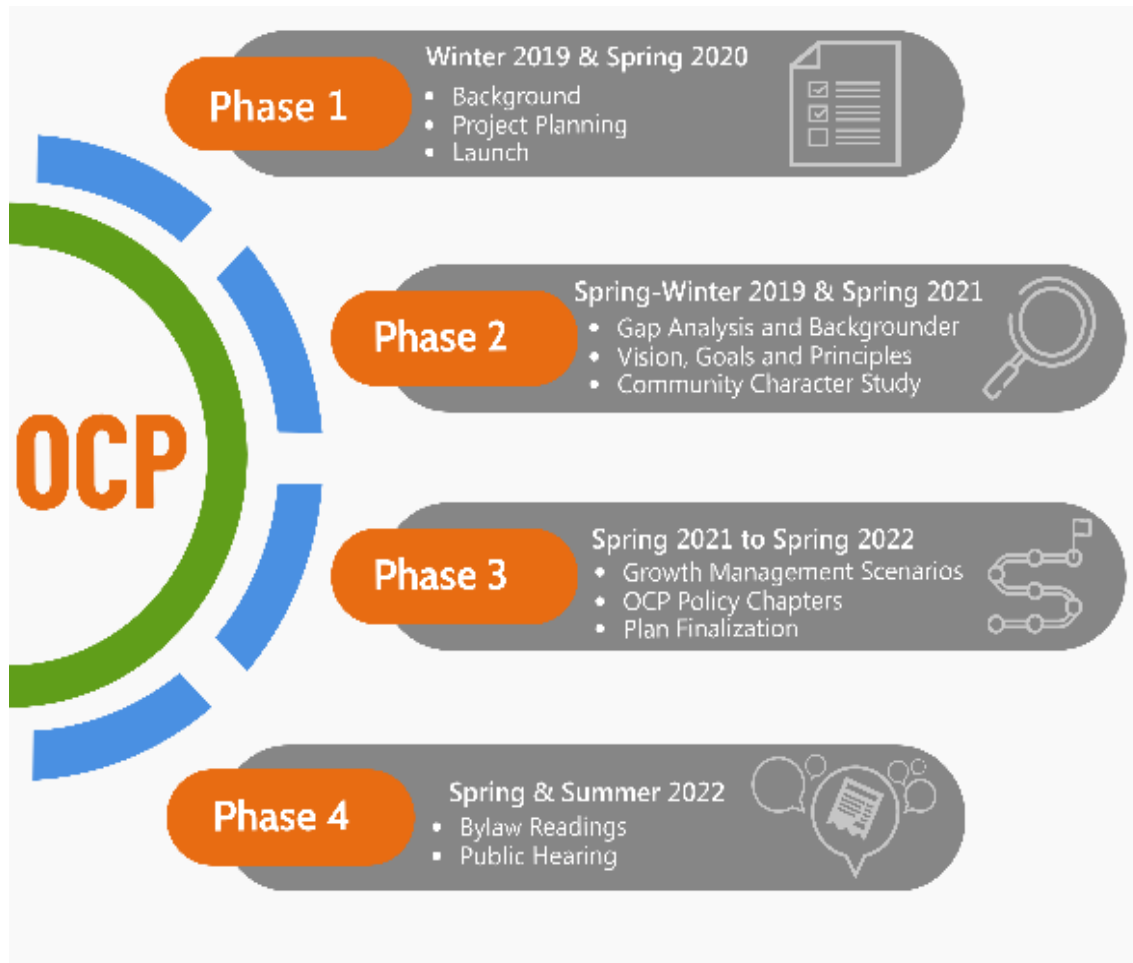 Phase 1
Winter 2019 & Spring 2020
• Background
• Project Planning
• Launch
Phase 2
Spring-Winter 2019 & Spring 2021
• Gap Analysis and Backgrounder
• Vision, Goals and Principles
• Community Character Study
OCP
Phase 3
Spring 2021 to Spring 2022
• Growth Management Scenarios
• OCP Policy Chapters
• Plan Finalization
Phase 4
Spring & Summer 2022
• Bylaw Readings
• Public Hearing